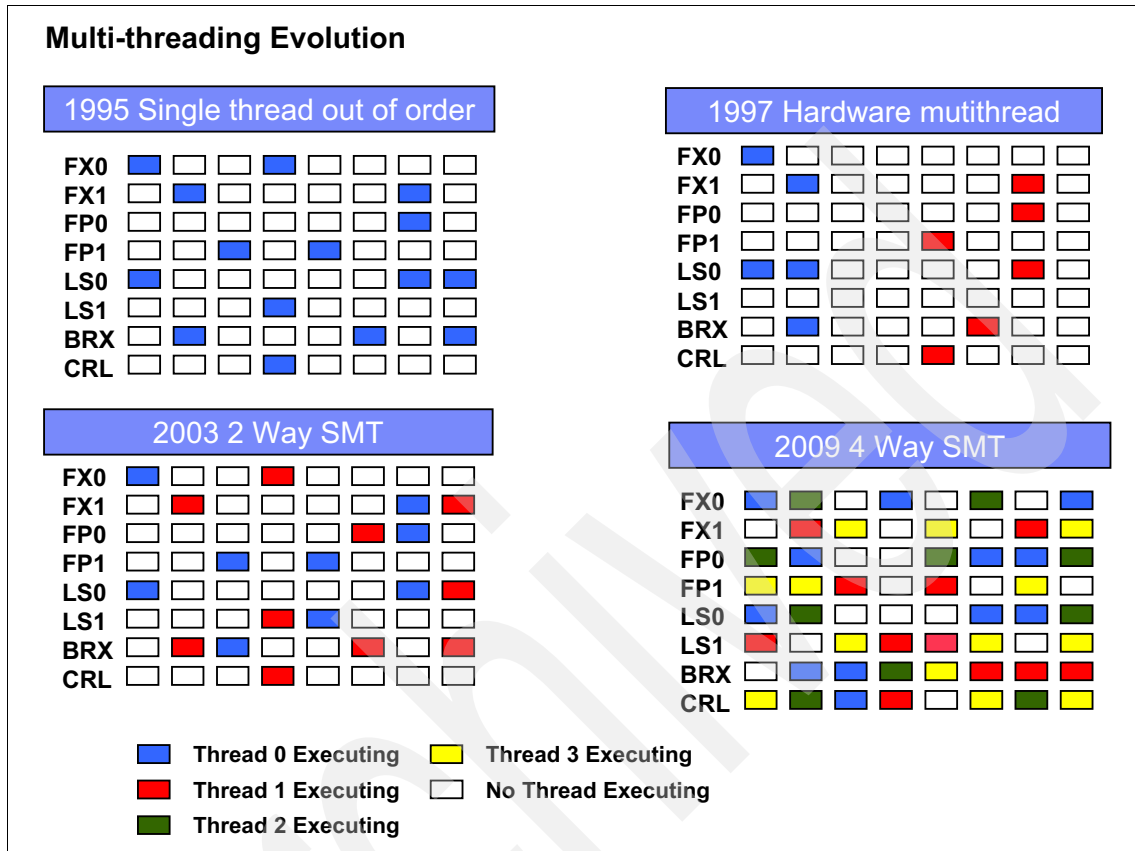 Multi-threading Evolution
1995 Single thread out of order
FX0
FX1
FP0
FP1
LS0
LS1
BRX
CRL
1997 Hardware mutithread
FX0
FX1
FP0
FP1
LS0
LS1
BRX
CRL
2003 2 Way SMT
FX0
FX1
FP0
FP1
LS0
LS1
BRX
CRL
2009 4 Way SMT
FX0
FX1
FP0
FP1
LS0
LS1
BRX
CRL
Thread 0 Executing
Thread 1 Executing
Thread 2 Executing
Thread 3 Executing
No Thread Executing